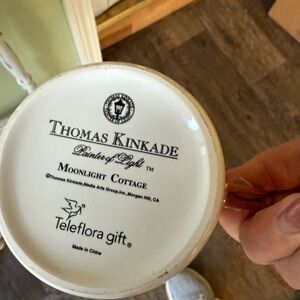 THOMAS KINKADE
Painter of Light ™
MOONLIGHT COTTAGE
©Thomas Kinkade, Media Arts Group, Inc., Morgan Hill, CA
Teleflora gift®
Made in China